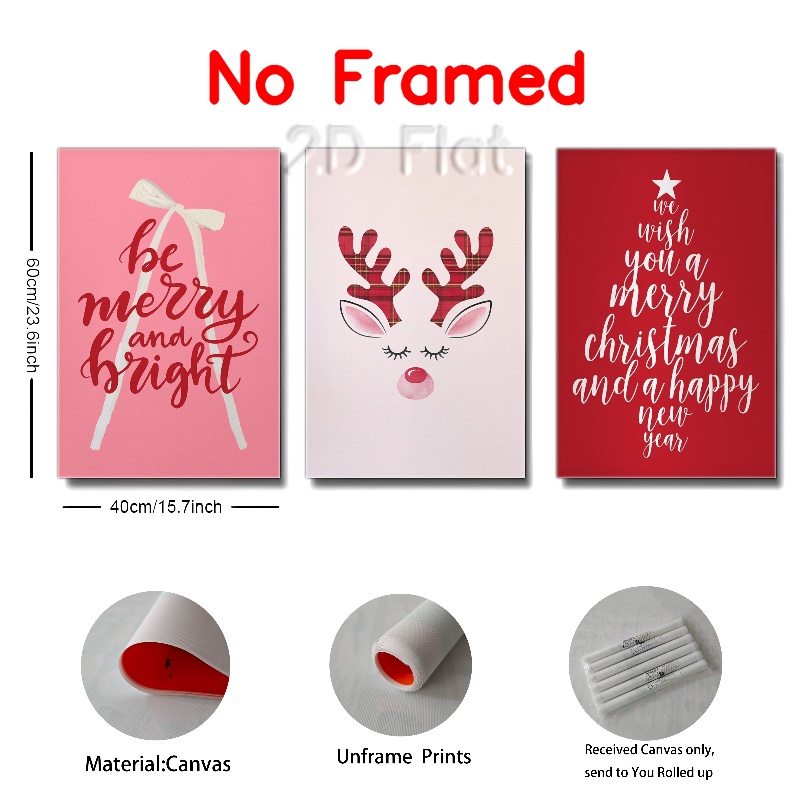 No Framed
2.D Flat.
60cm/23.6inch
be
merry
and
bright
we
wish
you a
merry
christmas
and a happy
new
year
40cm/15.7inch
Material:Canvas
Unframe Prints
Received Canvas only,
send to You Rolled up